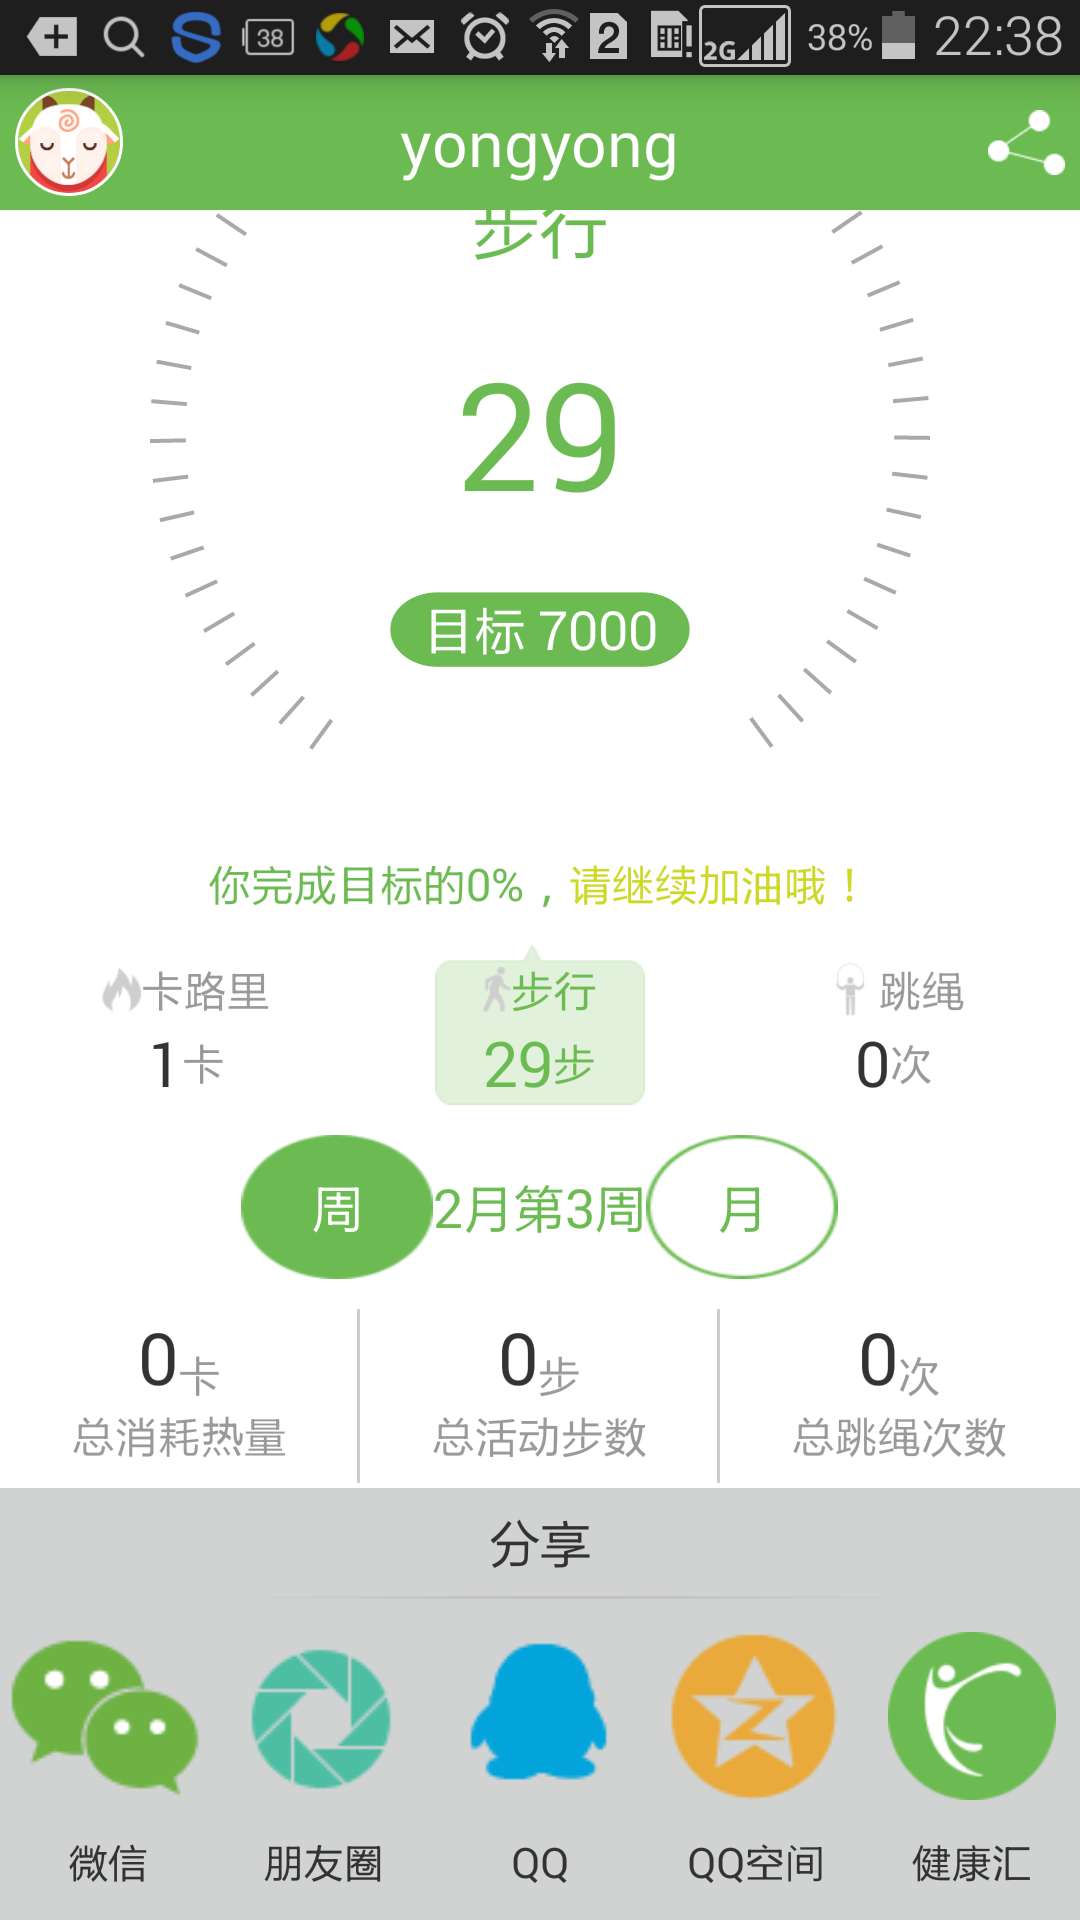 38 2 2G 38% 22:38
yongyong
步行
29
目标 7000
你完成目标的0%，请继续加油哦！
卡路里 步行 跳绳
1卡 29步 0次
周 2月第3周 月
0卡 0步 0次
总消耗热量 总活动步数 总跳绳次数
分享
微信 朋友圈 QQ QQ空间 健康汇